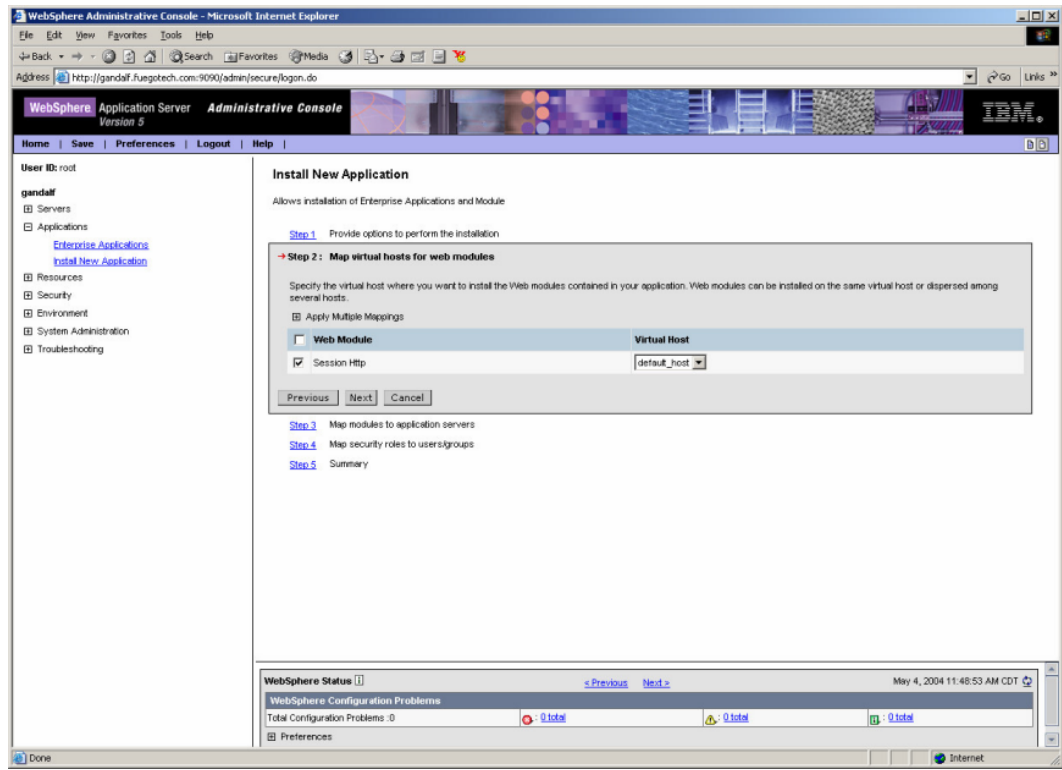 WebSphere Administrative Console - Microsoft Internet Explorer
File Edit View Favorites Tools Help
Back Search Favorites Media
Address http://gandalf.fuegotech.com:9090/admin/secure/logon.do Go Links »
WebSphere Application Server Administrative Console
Version 5
IBM.
Home | Save | Preferences | Logout | Help |
User ID: root
gandalf
Servers
Applications
Enterprise Applications
Install New Application
Resources
Security
Environment
System Administration
Troubleshooting
Install New Application
Allows installation of Enterprise Applications and Module
Step 1 Provide options to perform the installation
Step 2 : Map virtual hosts for web modules
Specify the virtual host where you want to install the Web modules contained in your application. Web modules can be installed on the same virtual host or dispersed among
several hosts.
Apply Multiple Mappings
Web Module Virtual Host
Session Http default_host
Previous Next Cancel
Step 3 Map modules to application servers
Step 4 Map security roles to users/groups
Step 5 Summary
WebSphere Status i < Previous Next > May 4, 2004 11:48:53 AM CDT
WebSphere Configuration Problems
Total Configuration Problems :0 : 0 total : 0 total : 0 total
Preferences
Done Internet